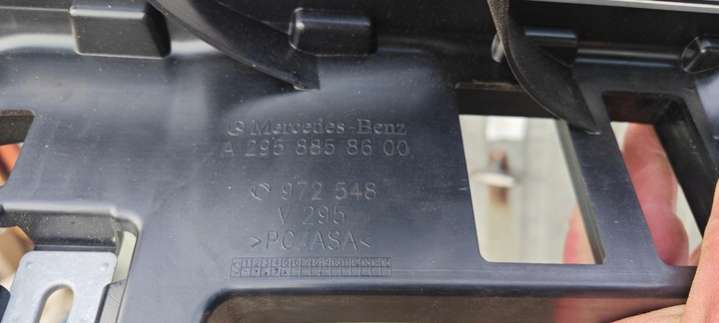 Mercedes-Benz
A 295 885 86 00
972 548
V 295
>PC/ASA<